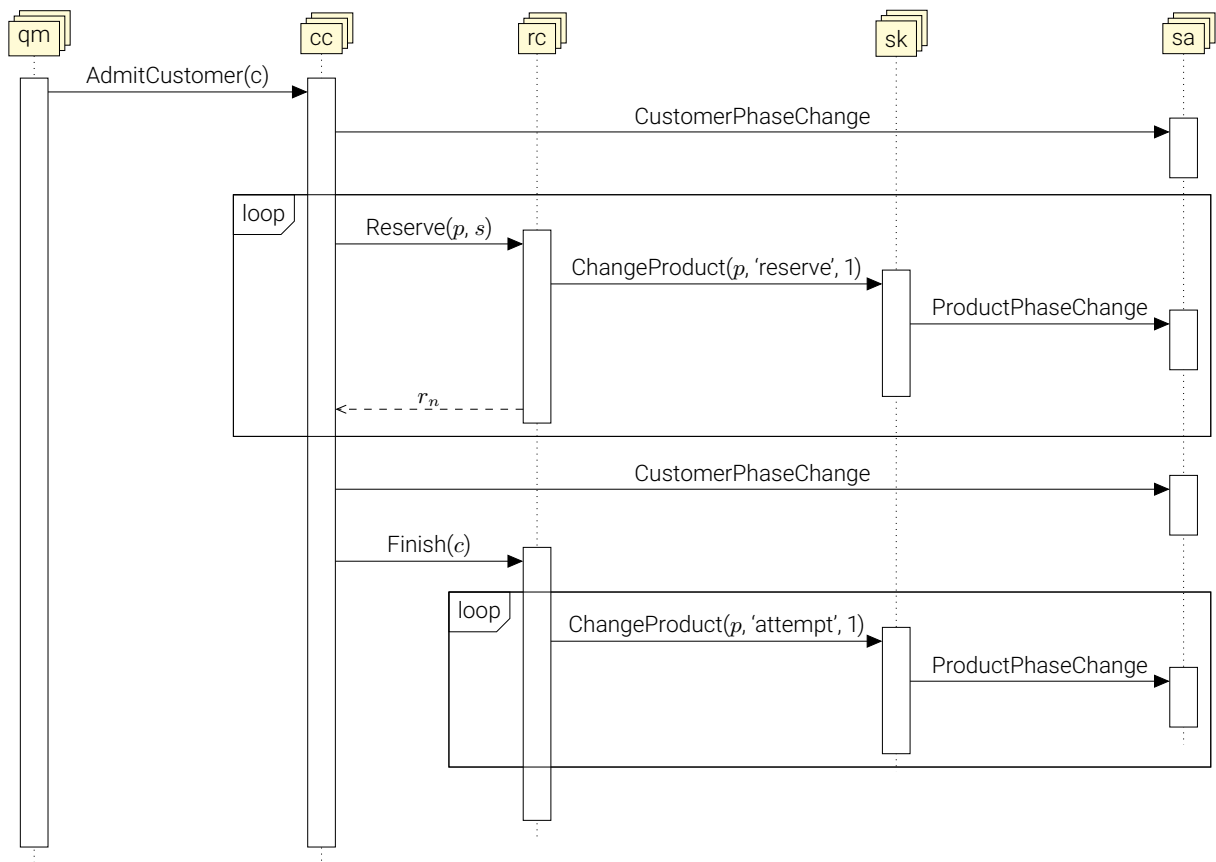 qm
cc
rc
sk
sa
AdmitCustomer(c)
CustomerPhaseChange
loop
Reserve(p, s)
ChangeProduct(p, ‘reserve’, 1)
ProductPhaseChange
rₙ
CustomerPhaseChange
Finish(c)
loop
ChangeProduct(p, ‘attempt’, 1)
ProductPhaseChange